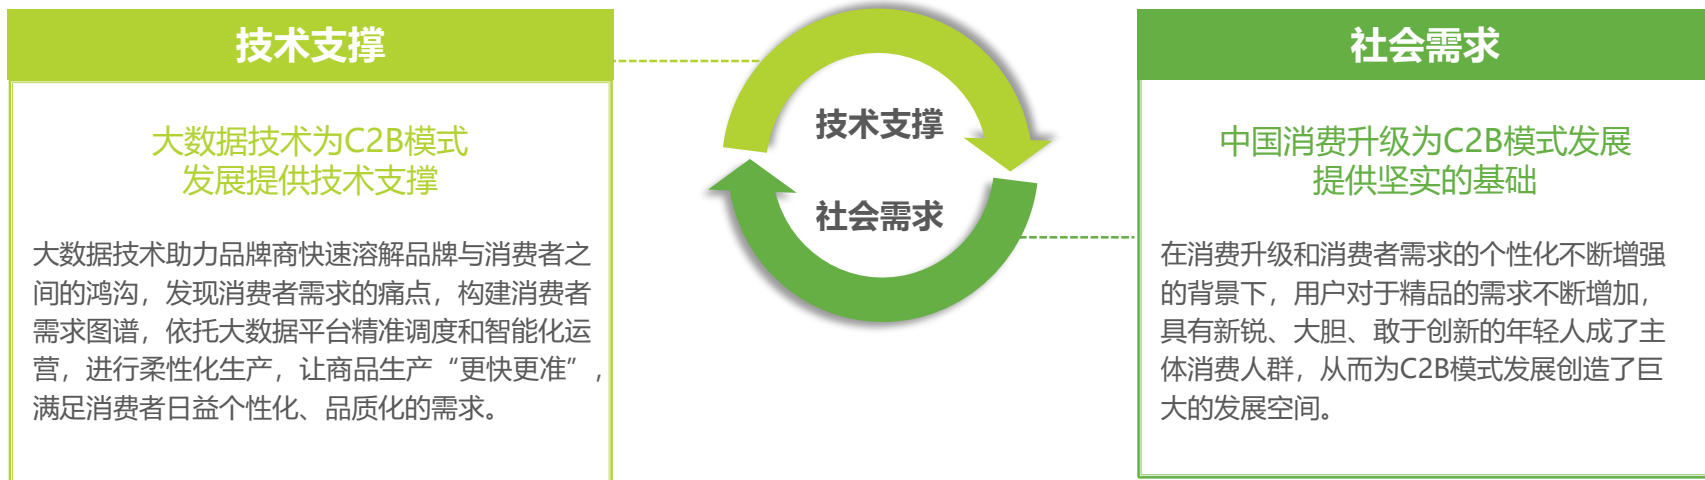 技术支撑
大数据技术为C2B模式
发展提供技术支撑
大数据技术助力品牌商快速溶解品牌与消费者之
间的鸿沟，发现消费者需求的痛点，构建消费者
需求图谱，依托大数据平台精准调度和智能化运
营，进行柔性化生产，让商品生产“更快更准”，
满足消费者日益个性化、品质化的需求。
技术支撑
社会需求
社会需求
中国消费升级为C2B模式发展
提供坚实的基础
在消费升级和消费者需求的个性化不断增强
的背景下，用户对于精品的需求不断增加，
具有新锐、大胆、敢于创新的年轻人成了主
体消费人群，从而为C2B模式发展创造了巨
大的发展空间。